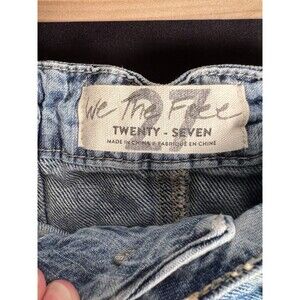 27
We The Free
TWENTY - SEVEN
MADE IN CHINA / FABRIQUÉ EN CHINE